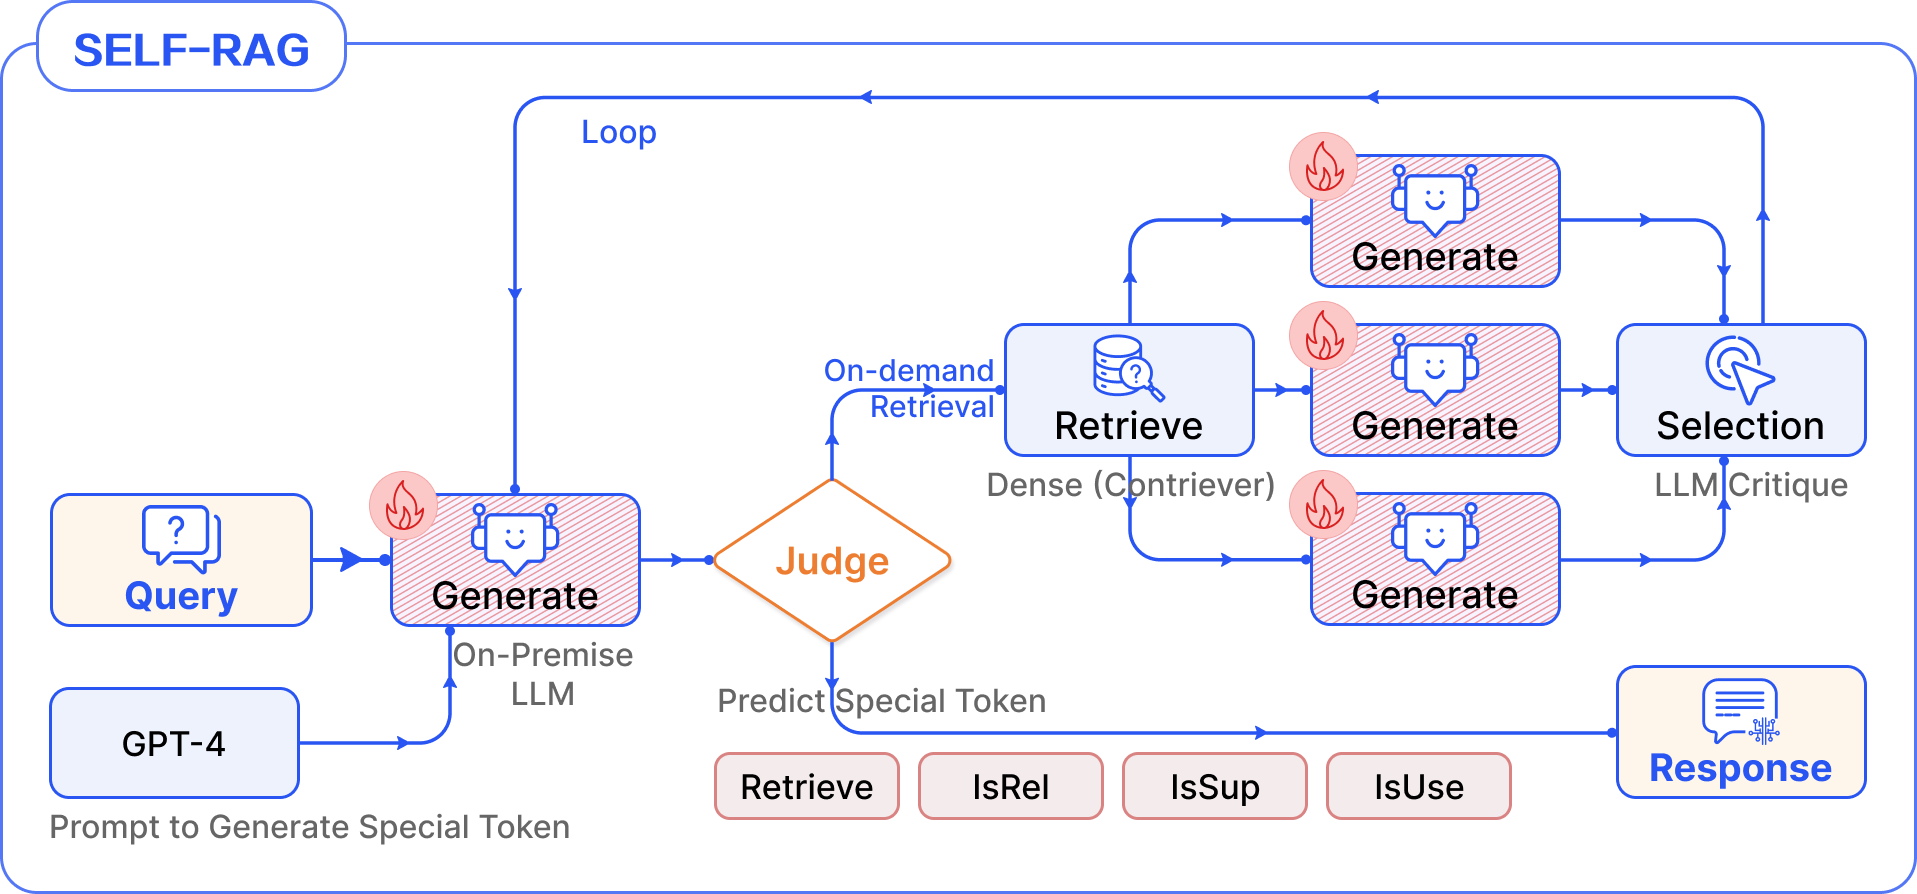 SELF-RAG
Loop
Generate
On-demand
Retrieval
Retrieve
Dense (Contriever)
Generate
Selection
LLM Critique
Query
Generate
On-Premise
LLM
Judge
Generate
GPT-4
Prompt to Generate Special Token
Predict Special Token
Retrieve
IsRel
IsSup
IsUse
Response